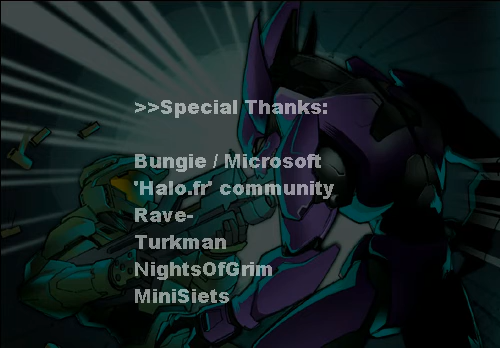 >>Special Thanks:
Bungie / Microsoft
'Halo.fr' community
Rave-
Turkman
NightsOfGrim
MiniSiets